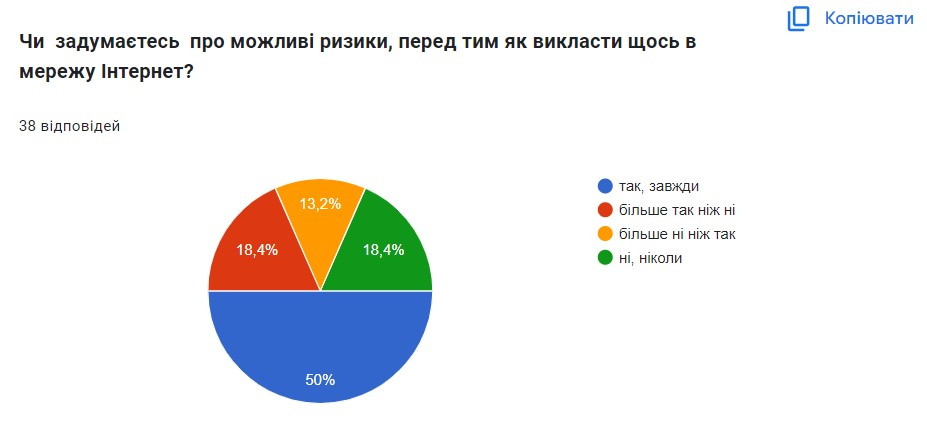 Копіювати
Чи задумаєтесь про можливі ризики, перед тим як викласти щось в
мережу Інтернет?
38 відповідей
так, завжди
більше так ніж ні
більше ні ніж так
ні, ніколи
13,2%
18,4%
18,4%
50%